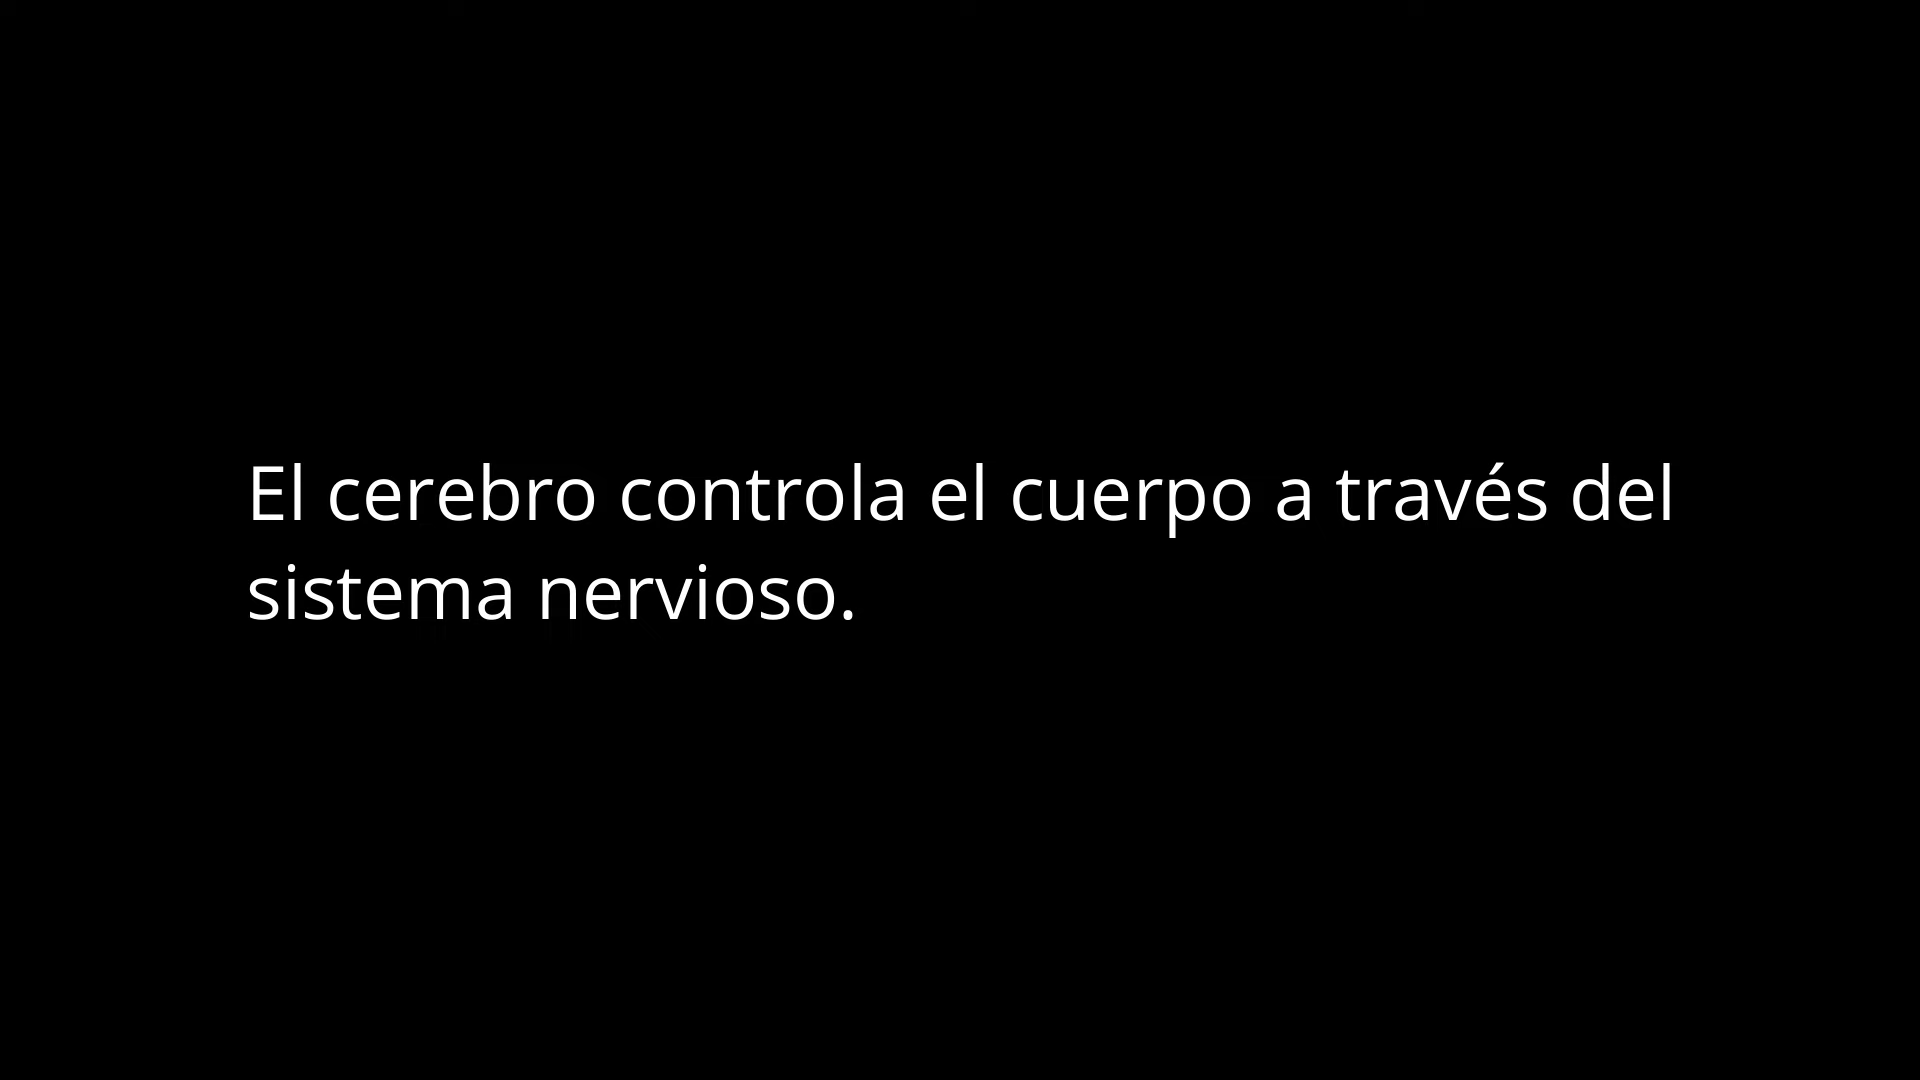 El cerebro controla el cuerpo a través del
sistema nervioso.